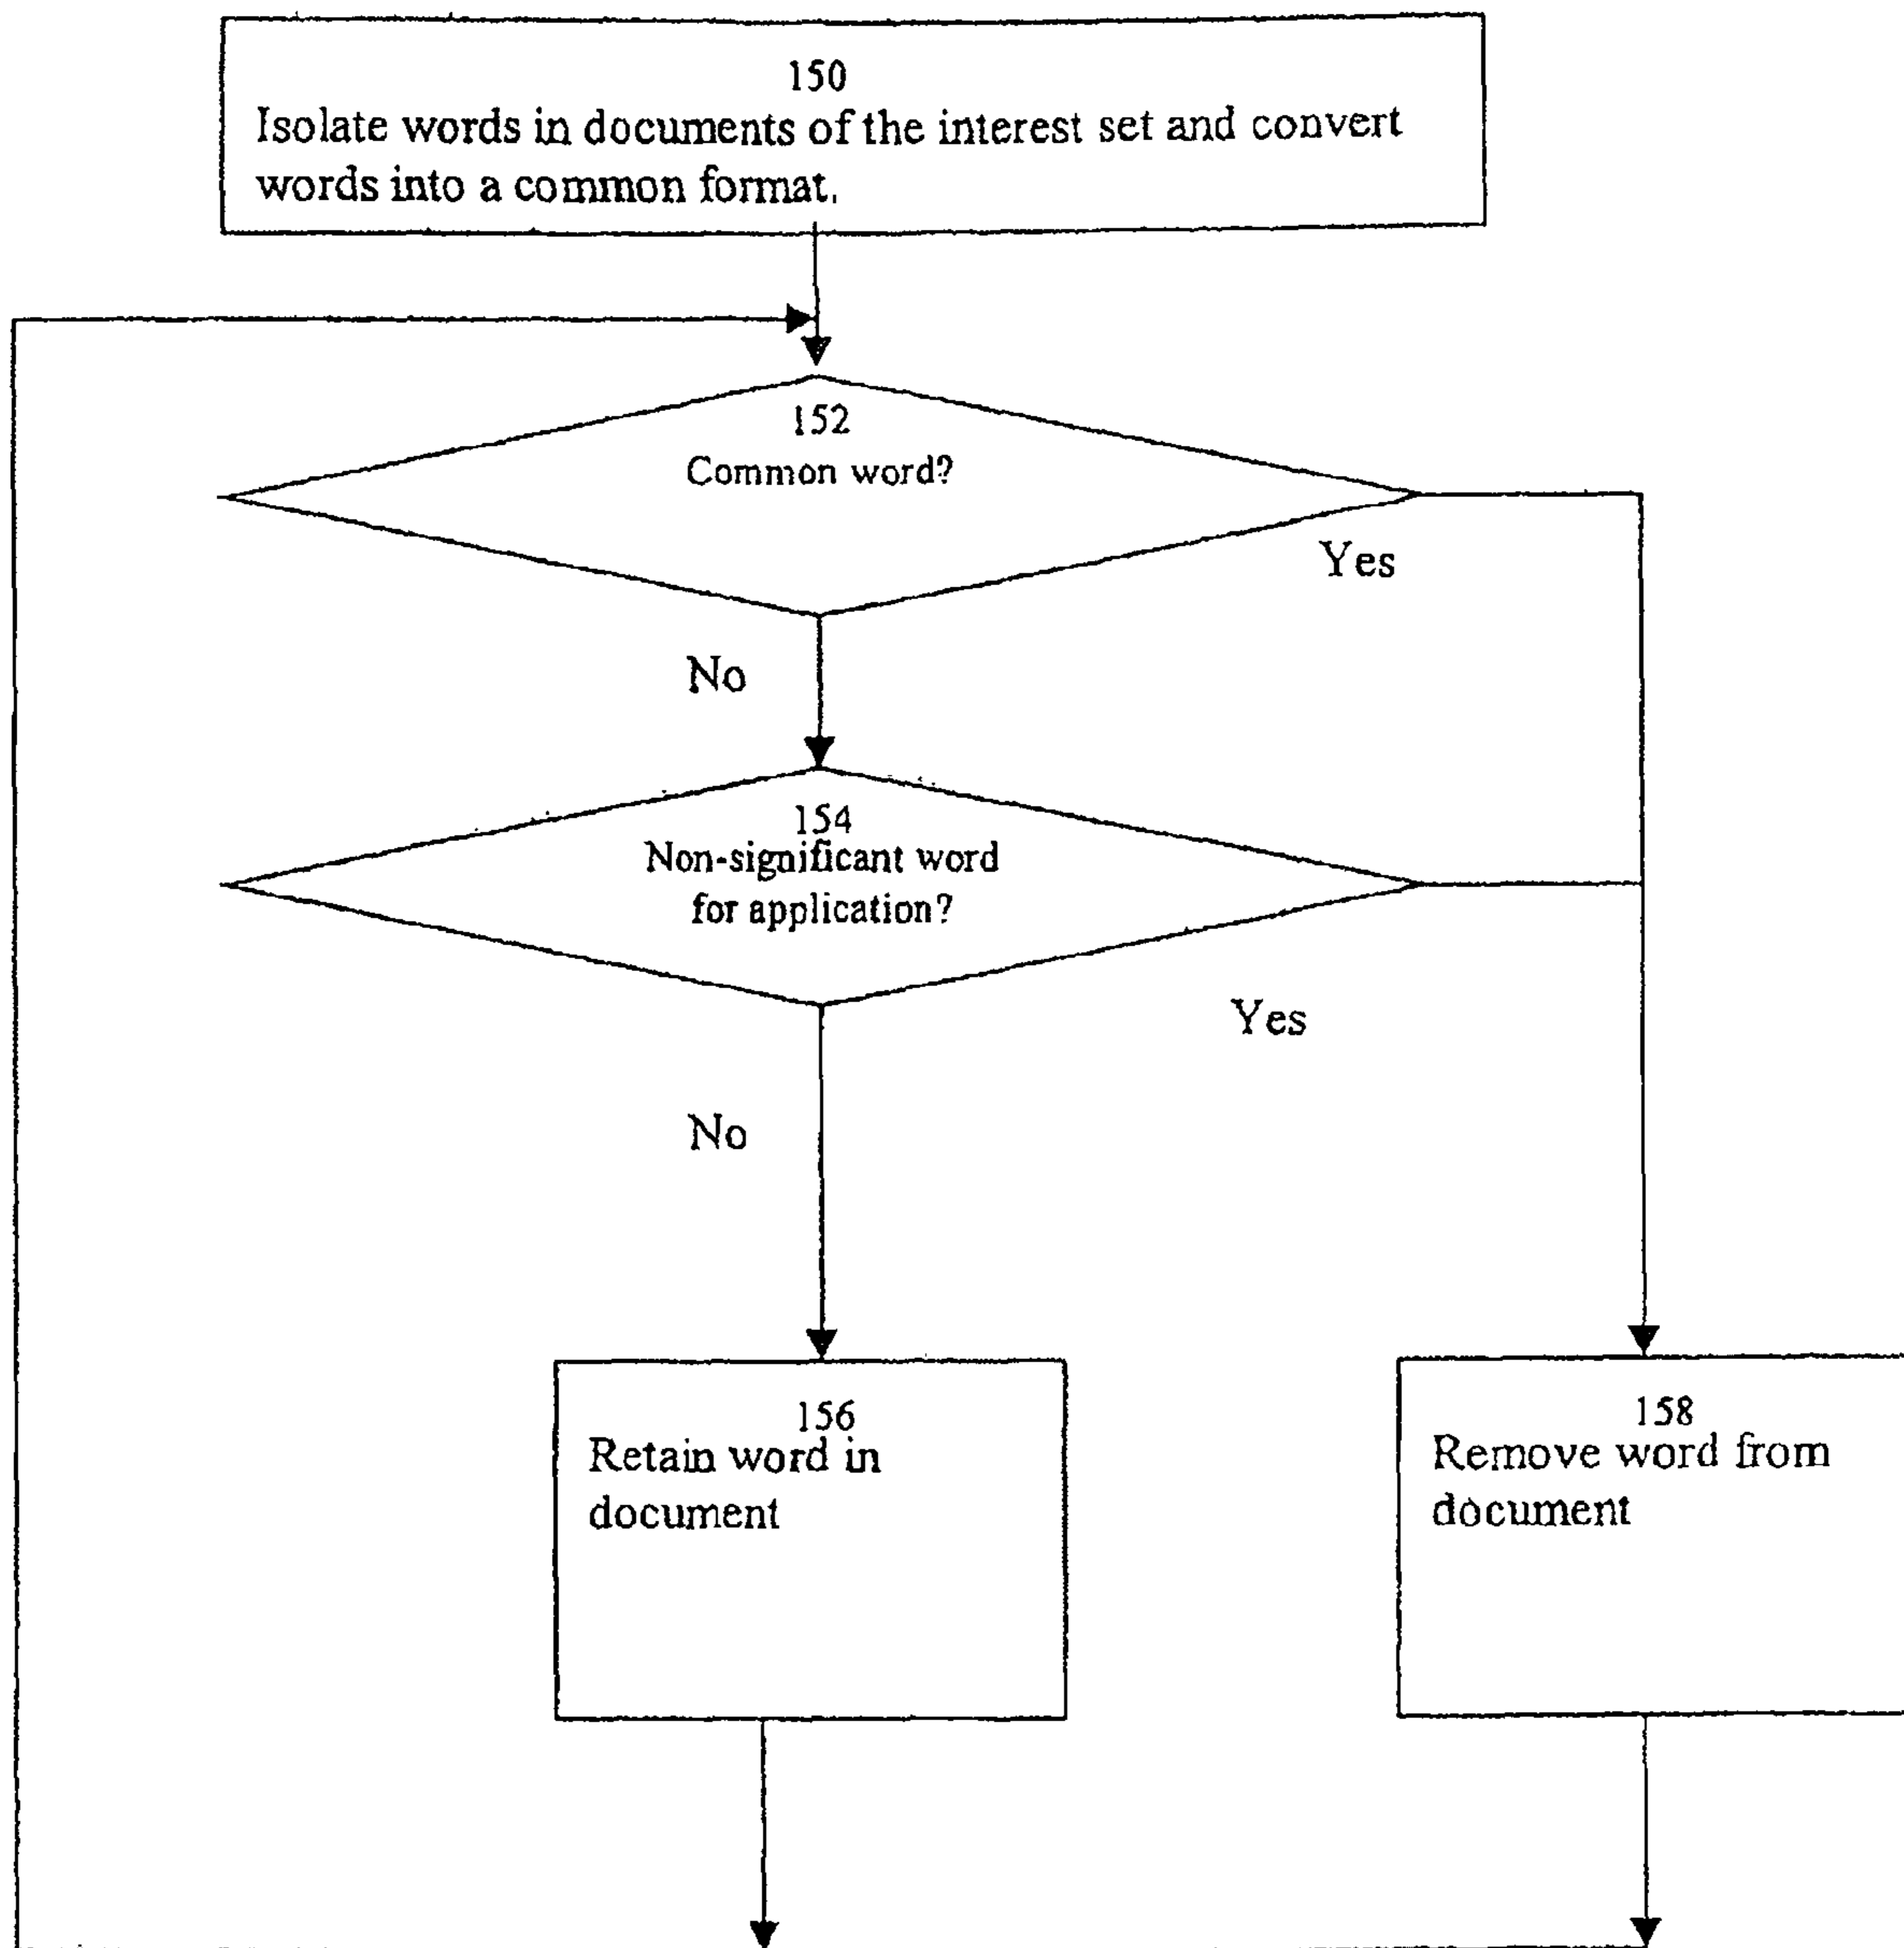 150
Isolate words in documents of the interest set and convert
words into a common format.
152
Common word?
Yes
No
154
Non-significant word
for application?
Yes
No
156
Retain word in
document
158
Remove word from
document